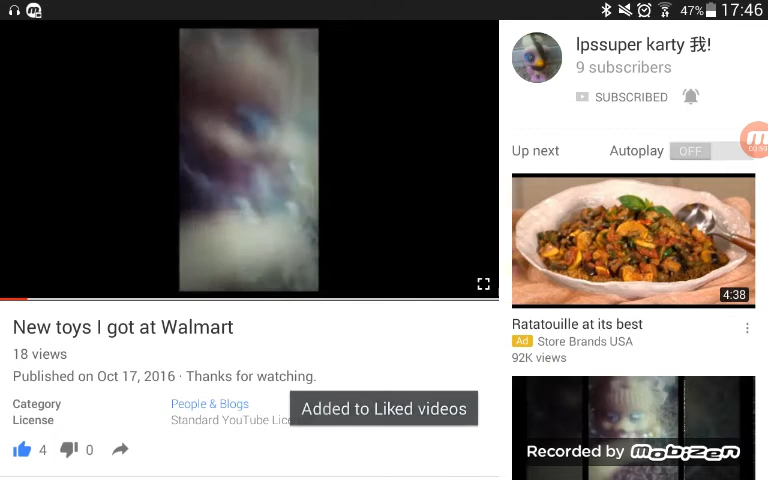 47% 17:46
lpssuper karty 我!
9 subscribers
SUBSCRIBED
Up next Autoplay OFF
4:38
Ratatouille at its best
Ad Store Brands USA
92K views
New toys I got at Walmart
18 views
Published on Oct 17, 2016 · Thanks for watching.
Category People & Blogs
License Standard YouTube Lice
Added to Liked videos
4 0
Recorded by mobizen